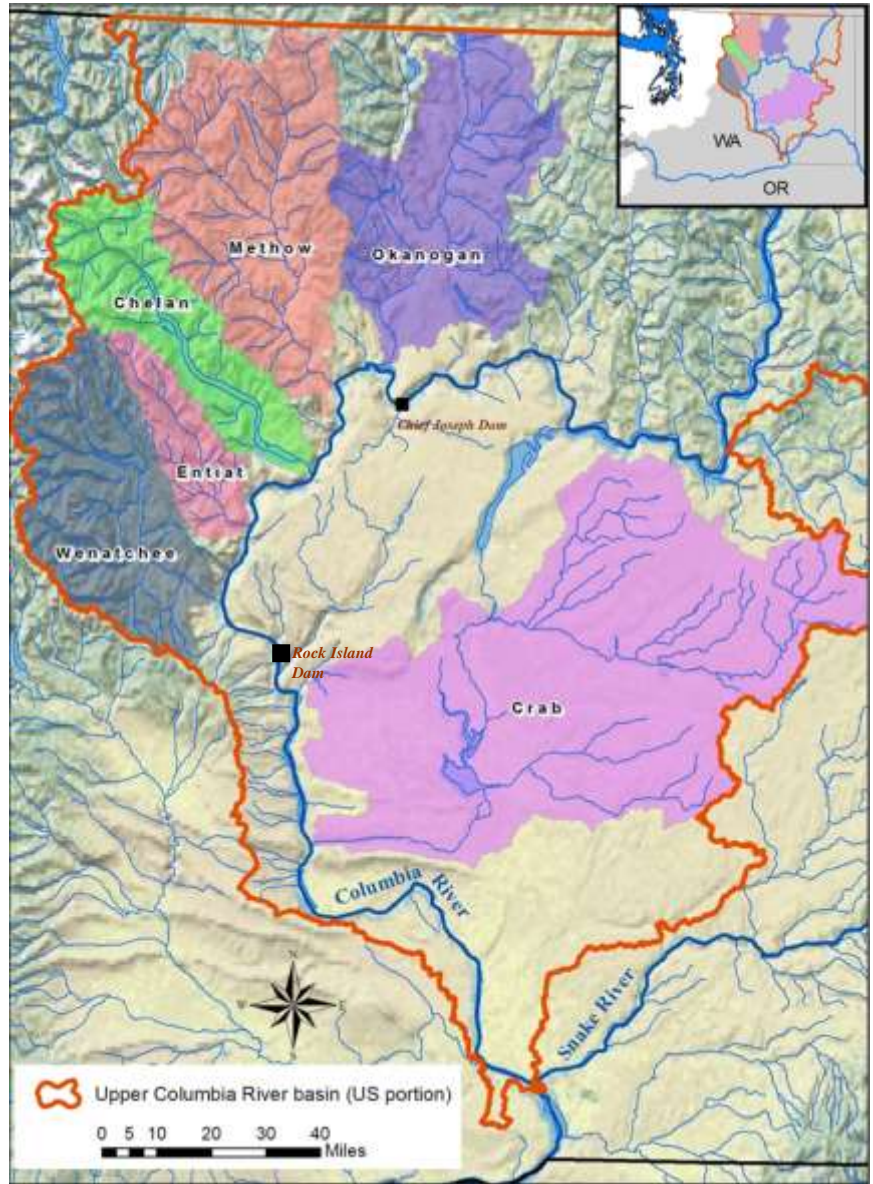 WA
OR
Methow
Okanogan
Chelan
Chief Joseph Dam
Entiat
Wenatchee
Rock Island
Dam
Crab
Columbia
River
Snake River
N
W
E
S
Upper Columbia River basin (US portion)
0 5 10 20 30 40
Miles